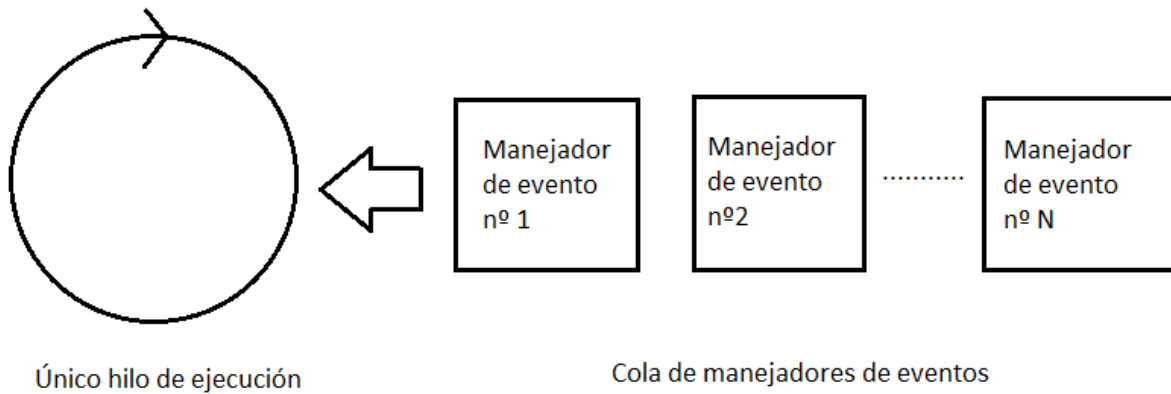 Manejador
de evento
nº 1
Manejador
de evento
nº2
...........
Manejador
de evento
nº N
Único hilo de ejecución
Cola de manejadores de eventos